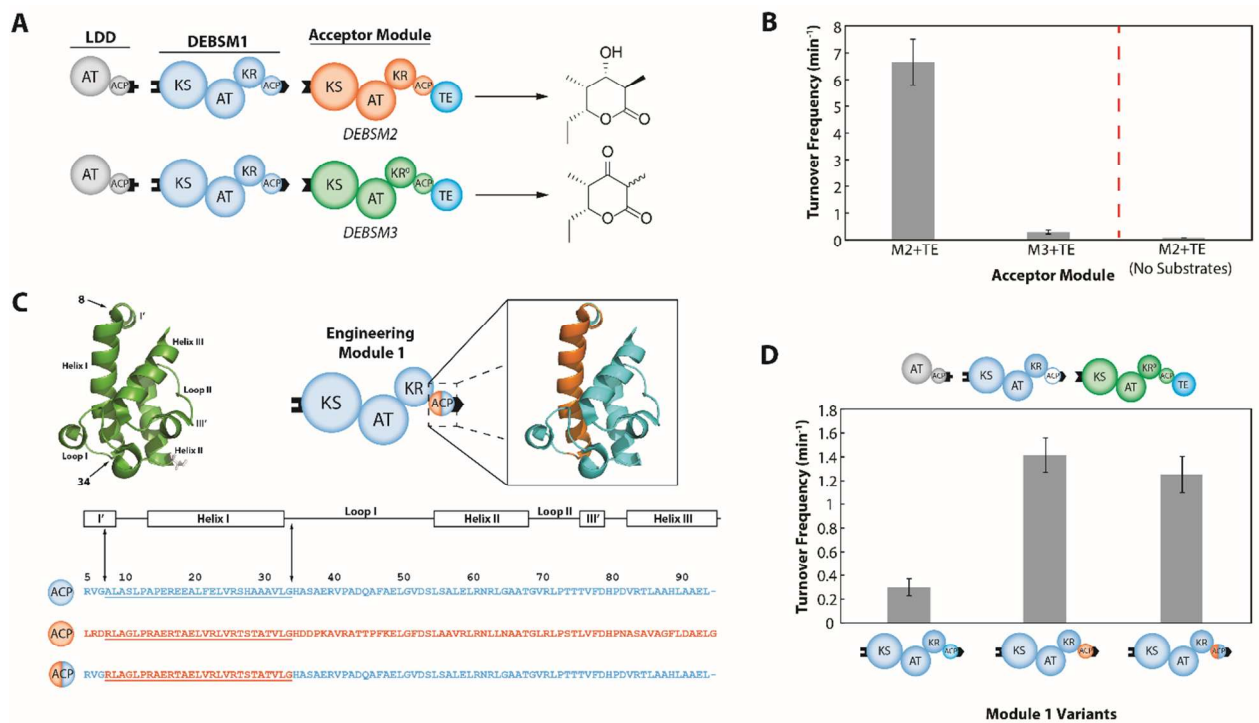 A
LDD
DEBSM1
Acceptor Module
AT
ACP
KS
AT
KR
ACP
KS
AT
KR
ACP
TE
DEBSM2
OH
O
O
AT
ACP
KS
AT
KR
ACP
KS
AT
KR⁰
ACP
TE
DEBSM3
O
O
O
B
Turnover Frequency (min⁻¹)
8
7
6
5
4
3
2
1
0
M2+TE
M3+TE
M2+TE
(No Substrates)
Acceptor Module
C
8
I'
Helix III
Helix I
Loop II
III'
Loop I
Helix II
34
Engineering
Module 1
KS
AT
KR
ACP
I'
Helix I
Loop I
Helix II
Loop II
III'
Helix III
5 10 20 30 40 50 60 70 80 90
ACP RVGALASLPAPEREEALFELVRSHAAAVLGHASAERVPADQAFAELGVDSLSALELRNRLGAATGVRLPTTTVFDHPDVRTLAAHLAAEL-
ACP LRDRLAGLPRAERTAELVRLVRTSTATVLGHDDPKAVRATTPFKELGFDSLAAVRLRNLLNAATGLRLPSTLVFDHPNASAVAGFLDAELG
ACP RVGRLAGLPRAERTAELVRLVRTSTATVLGHASAERVPADQAFAELGVDSLSALELRNRLGAATGVRLPTTTVFDHPDVRTLAAHLAAEL-
D
AT
ACP
KS
AT
KR
ACP
KS
AT
KR⁰
ACP
TE
Turnover Frequency (min⁻¹)
1.8
1.6
1.4
1.2
1
0.8
0.6
0.4
0.2
0
KS
AT
KR
ACP
KS
AT
KR
ACP
KS
AT
KR
ACP
Module 1 Variants